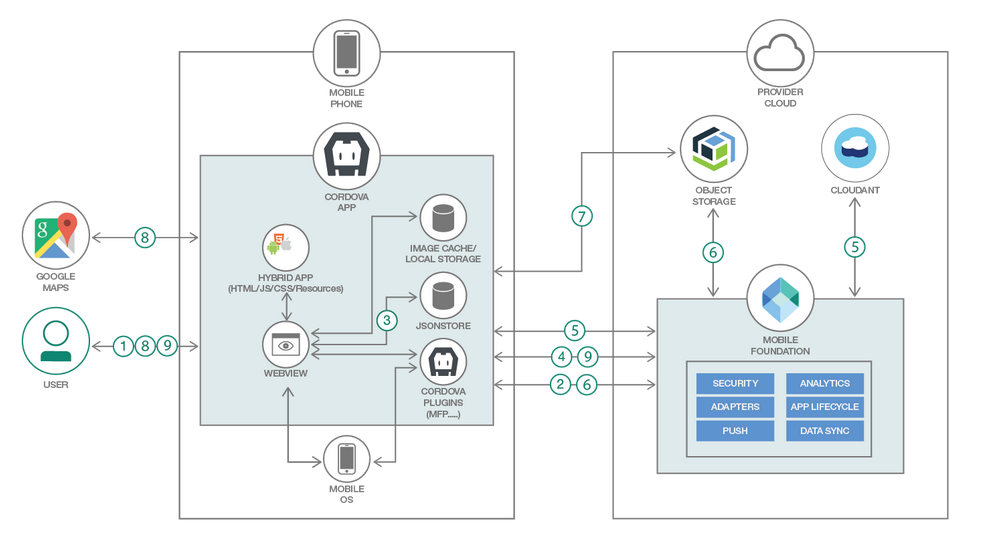 MOBILE
PHONE
PROVIDER
CLOUD
CORDOVA
APP
OBJECT
STORAGE
CLOUDANT
7
g
8
GOOGLE
MAPS
IMAGE CACHE/
LOCAL STORAGE
HYBRID APP
(HTML/JS/CSS/Resources)
6
5
3
JSONSTORE
1 8 9
USER
WEBVIEW
CORDOVA
PLUGINS
(MFP.....)
5
4 9
2 6
MOBILE
FOUNDATION
SECURITY
ANALYTICS
ADAPTERS
APP LIFECYCLE
PUSH
DATA SYNC
MOBILE
OS